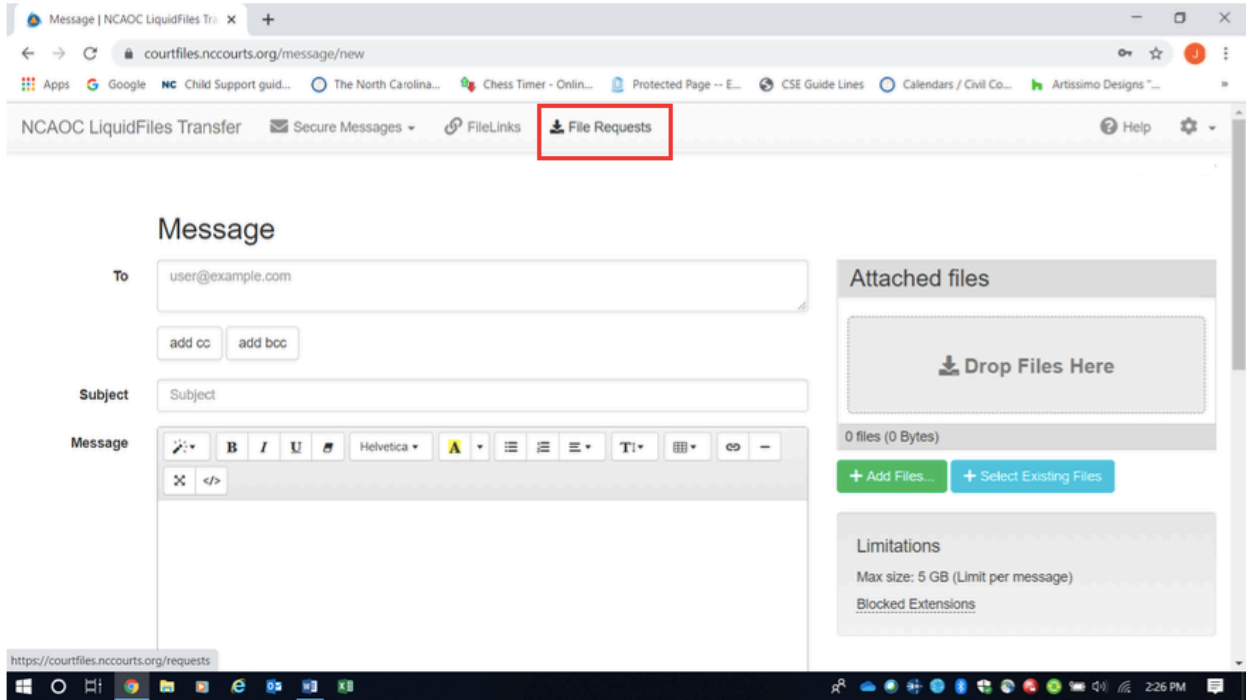 Message | NCAOC LiquidFiles Tra
courtfiles.nccourts.org/message/new
J
Apps Google NC Child Support guid... The North Carolina... Chess Timer - Onlin... Protected Page -- E... CSE Guide Lines Calendars / Civil Co... Artissimo Designs "... »
NCAOC LiquidFiles Transfer Secure Messages FileLinks File Requests Help
Message
To user@example.com
add cc add bcc
Subject Subject
Message
B I U Helvetica A T
</>
Attached files
Drop Files Here
0 files (0 Bytes)
+ Add Files... + Select Existing Files
Limitations
Max size: 5 GB (Limit per message)
Blocked Extensions
https://courtfiles.nccourts.org/requests
2:26 PM